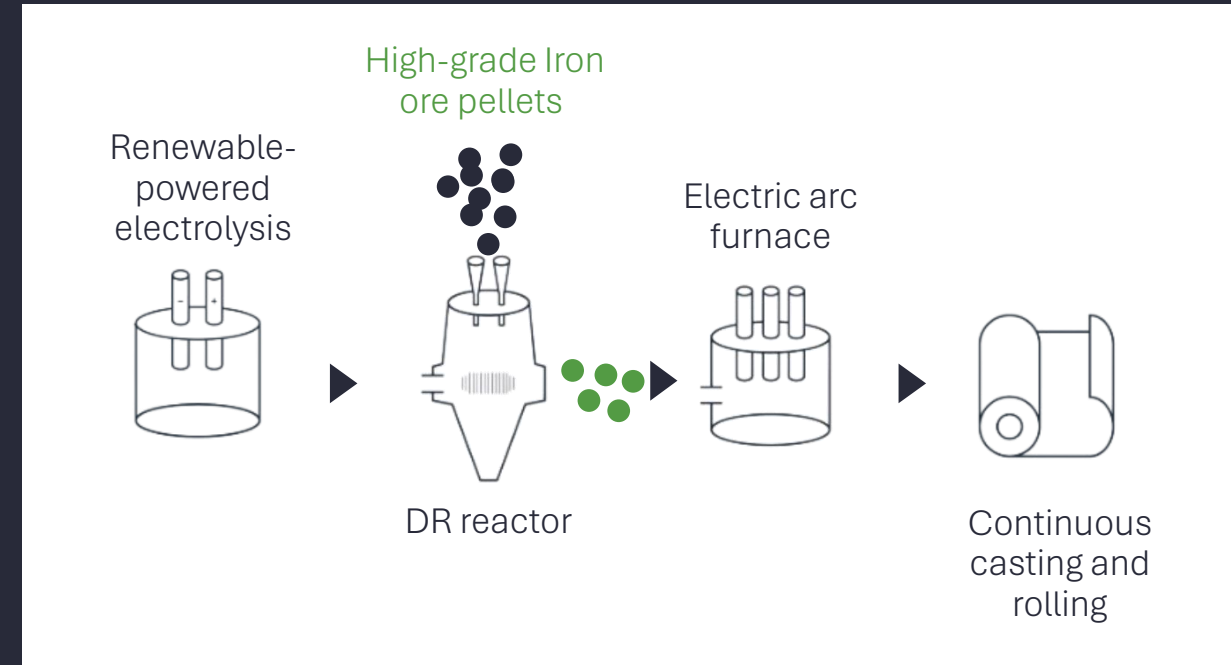 High-grade Iron
ore pellets
Renewable-
powered
electrolysis
Electric arc
furnace
- +
DR reactor
Continuous
casting and
rolling